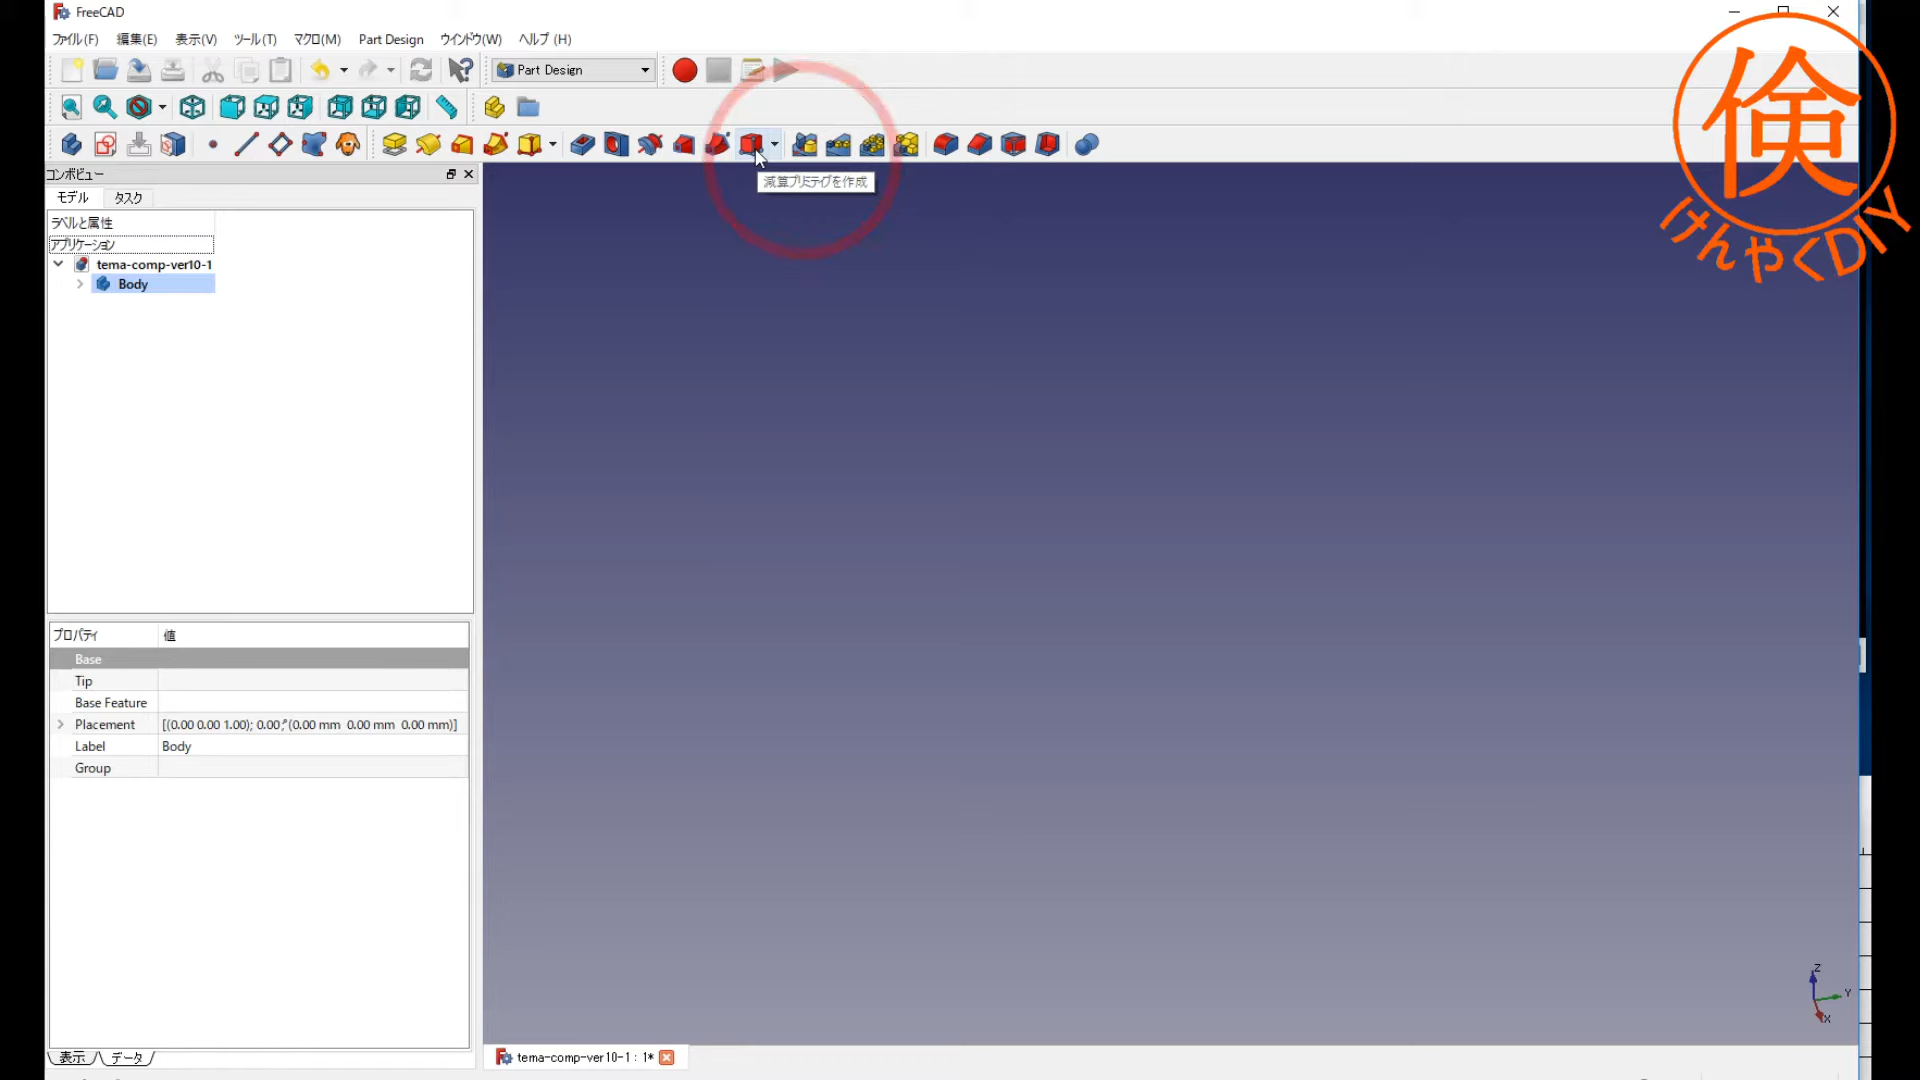 FreeCAD
ファイル(F) 編集(E) 表示(V) ツール(T) マクロ(M) Part Design ウインドウ(W) ヘルプ (H)
Part Design
減算プリミティブを作成
コンボビュー
モデル タスク
ラベルと属性
アプリケーション
tema-comp-ver10-1
Body
プロパティ 値
Base
Tip
Base Feature
Placement [(0.00 0.00 1.00); 0.00 °; (0.00 mm 0.00 mm 0.00 mm)]
Label Body
Group
表示 データ
tema-comp-ver10-1 : 1*
Z
Y
X
倹
けんやくDIY